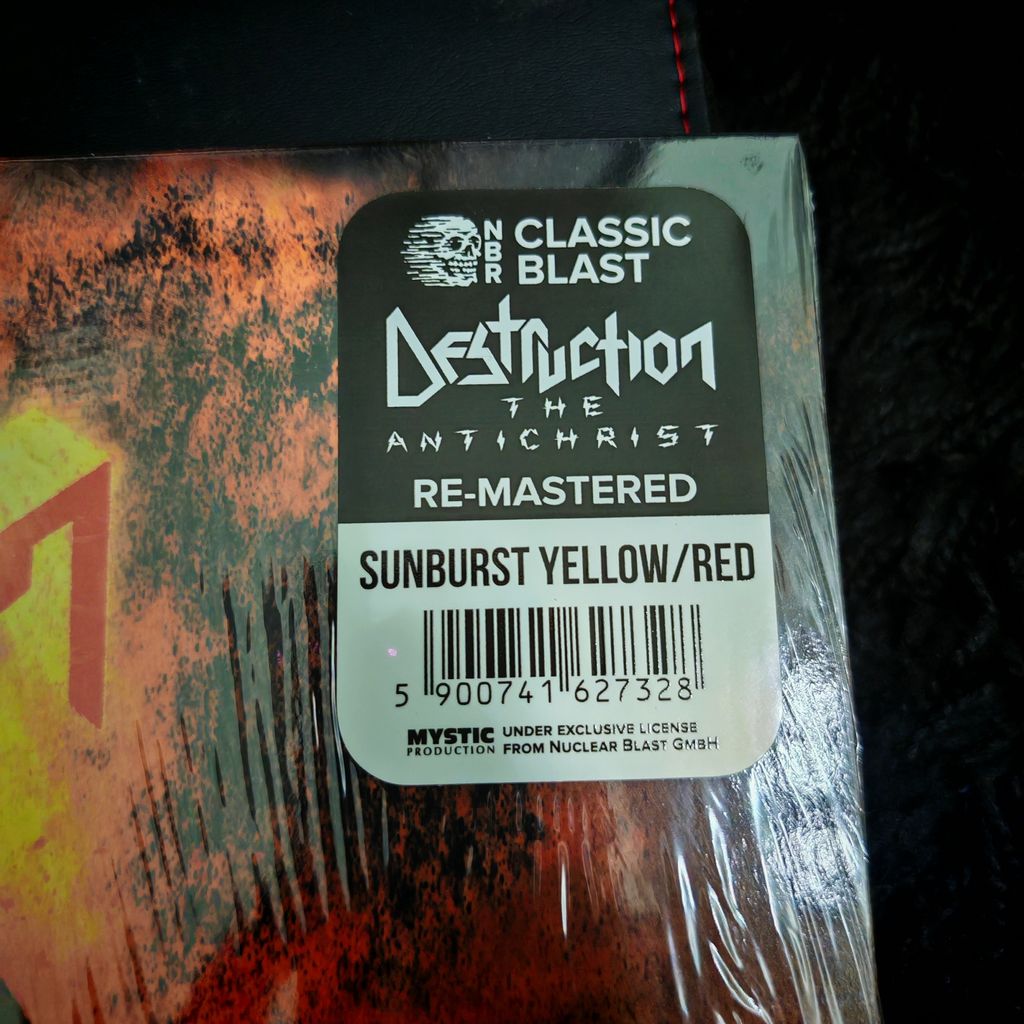 NBR CLASSIC
BLAST
DESTRUCTION
THE
ANTICHRIST
RE-MASTERED
SUNBURST YELLOW/RED
5 900741 627328
MYSTIC PRODUCTION
UNDER EXCLUSIVE LICENSE
FROM NUCLEAR BLAST GMBH